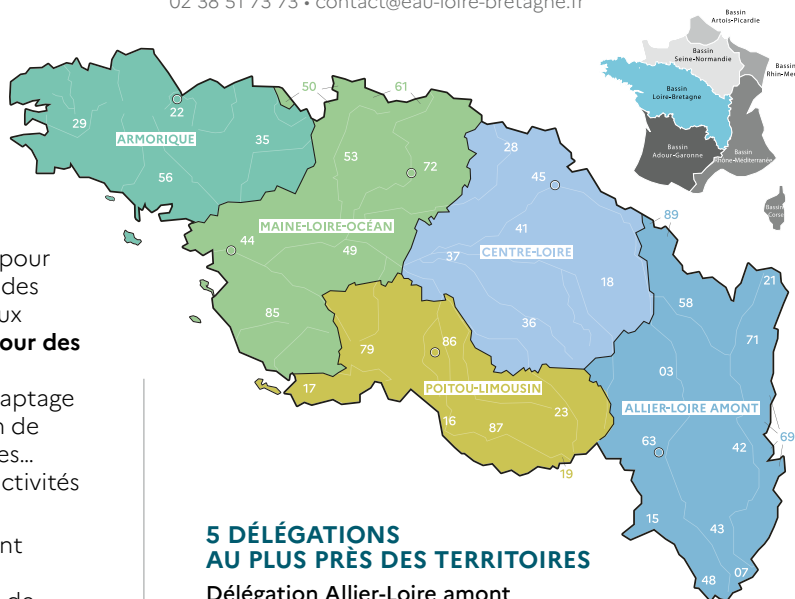 02 38 51 73 73 • contact@eau-loire-bretagne.fr
Bassin
Artois-Picardie
Bassin
Seine-Normandie
Bassin
Loire-Bretagne
Bassin
Adour-Garonne
Bassin
Rhône-Méditerranée
Bassin
Corse
50
61
29
22
ARMORIQUE
35
56
53
72
28
45
44
MAINE-LOIRE-OCÉAN
49
41
37
CENTRE-LOIRE
18
89
85
36
58
21
79
86
71
17
POITOU-LIMOUSIN
03
16
87
23
ALLIER-LOIRE AMONT
19
63
42
69
15
43
48
07
pour
des
our des
aptage
n de
es…
ctivités
nt
de
5 DÉLÉGATIONS
AU PLUS PRÈS DES TERRITOIRES
Délégation Allier-Loire amont